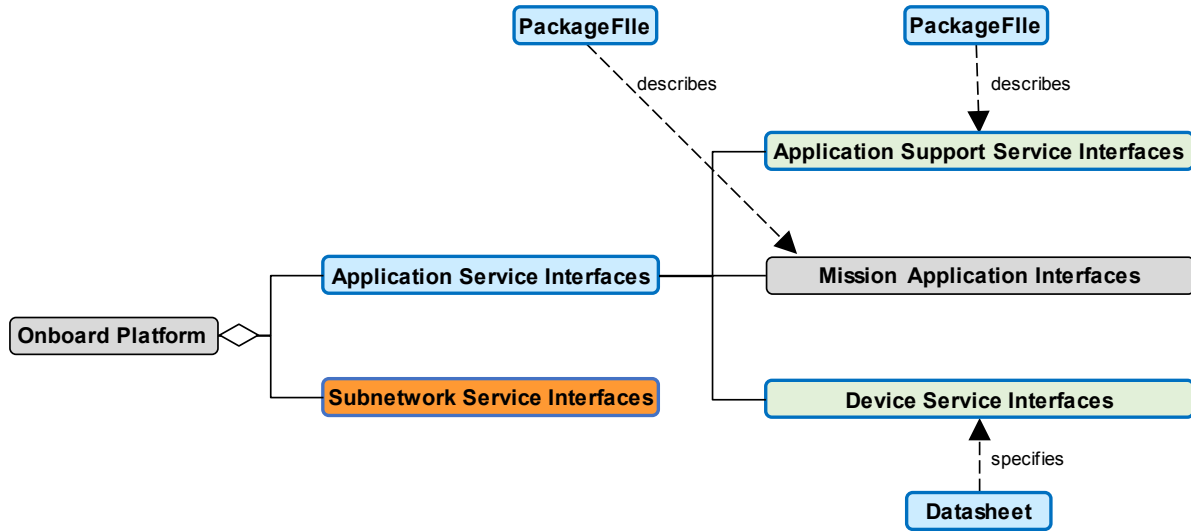 PackageFIle
PackageFIle
describes
describes
Application Support Service Interfaces
Application Service Interfaces
Mission Application Interfaces
Onboard Platform
Subnetwork Service Interfaces
Device Service Interfaces
specifies
Datasheet